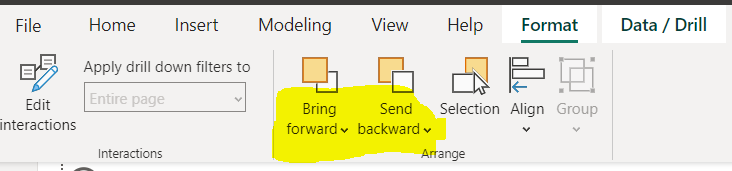 File Home Insert Modeling View Help Format Data / Drill
Edit
interactions
Apply drill down filters to
Entire page
Interactions
Bring
forward
Send
backward
Selection
Align
Group
Arrange